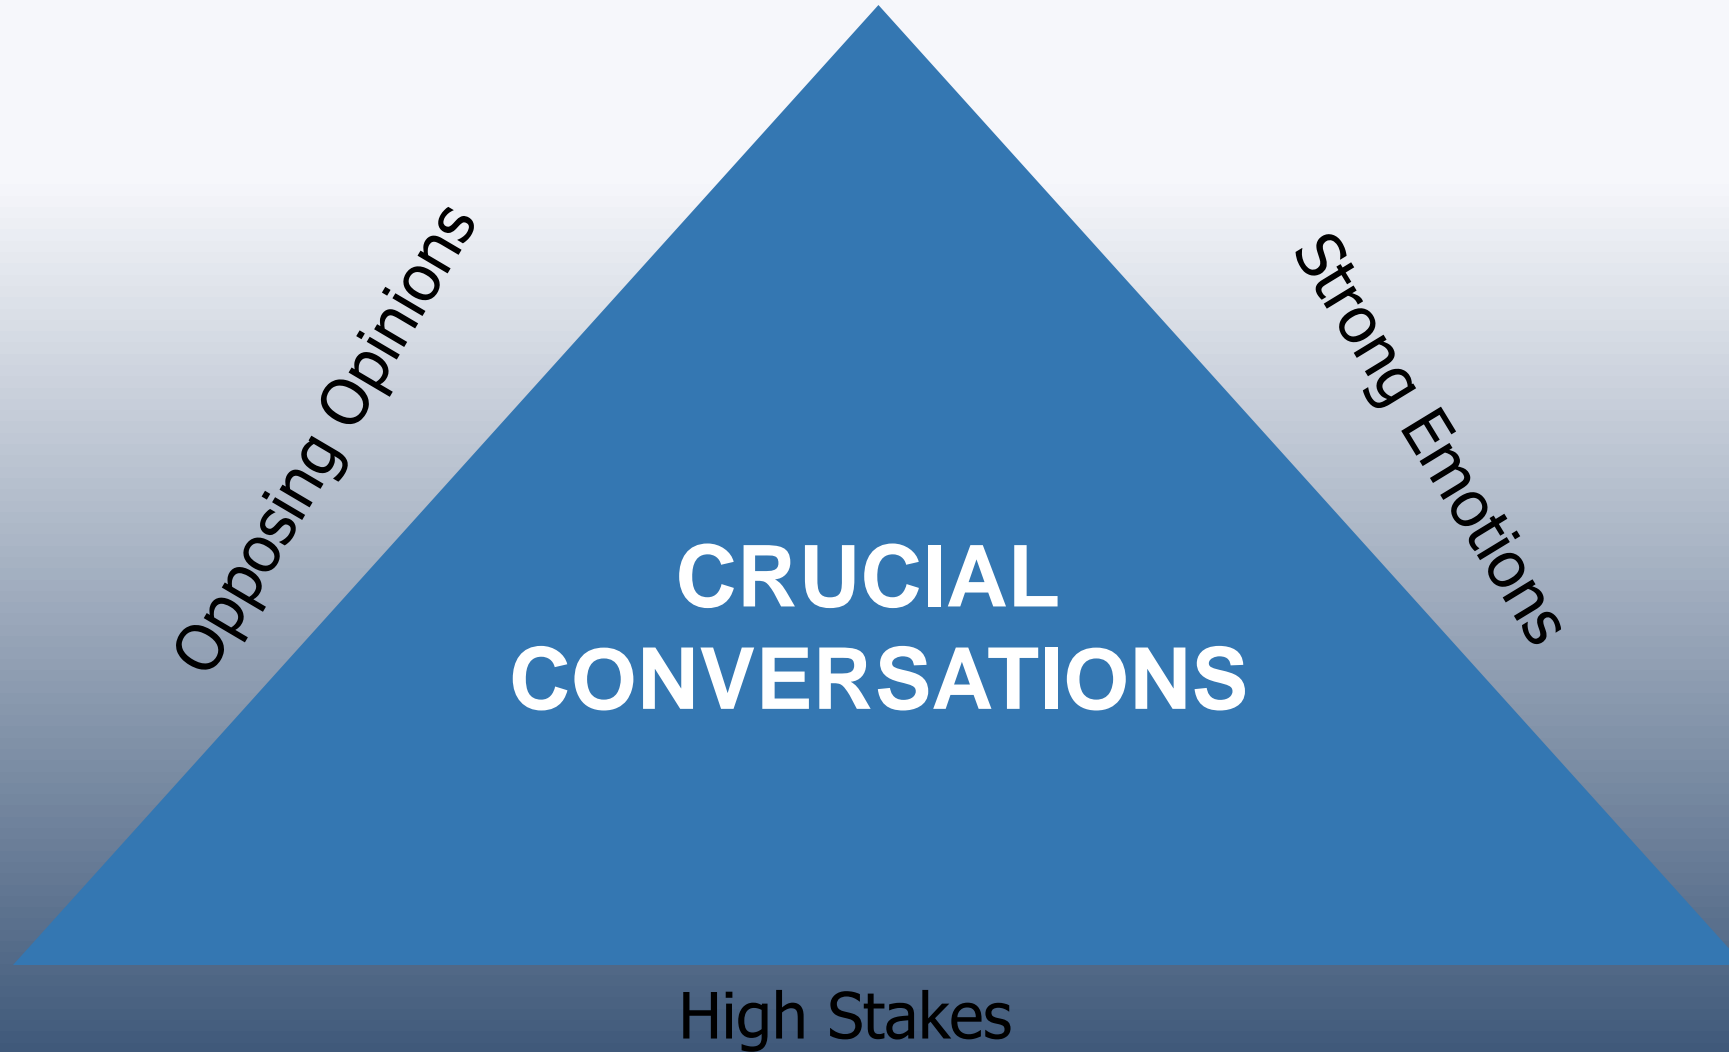 Opposing Opinions
Strong Emotions
CRUCIAL
CONVERSATIONS
High Stakes